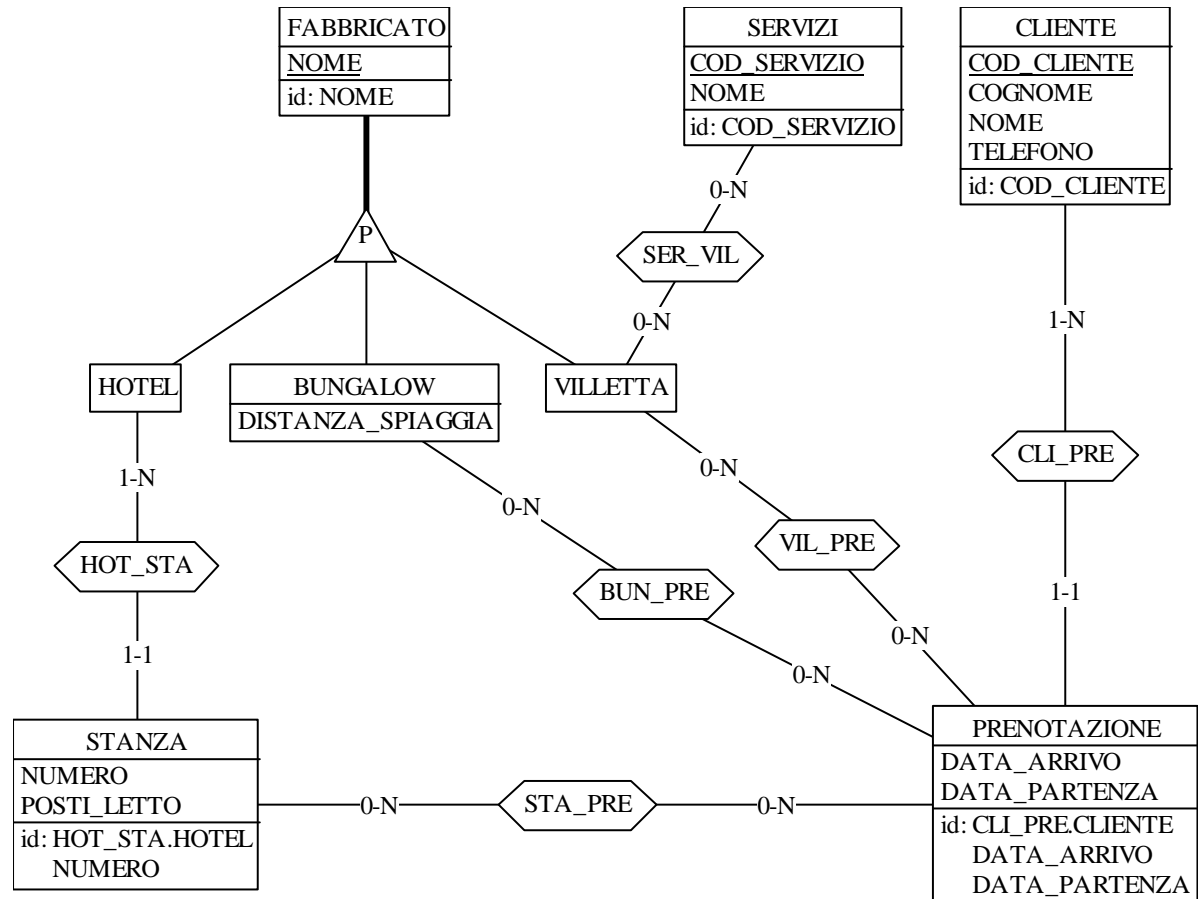 FABBRICATO
NOME
id: NOME
SERVIZI
COD_SERVIZIO
NOME
id: COD_SERVIZIO
CLIENTE
COD_CLIENTE
COGNOME
NOME
TELEFONO
id: COD_CLIENTE
0-N
P
SER_VIL
0-N
1-N
HOTEL
BUNGALOW
DISTANZA_SPIAGGIA
VILLETTA
CLI_PRE
1-N
0-N
0-N
HOT_STA
VIL_PRE
BUN_PRE
1-1
1-1
0-N
0-N
STANZA
NUMERO
POSTI_LETTO
id: HOT_STA.HOTEL
NUMERO
0-N
STA_PRE
0-N
PRENOTAZIONE
DATA_ARRIVO
DATA_PARTENZA
id: CLI_PRE.CLIENTE
DATA_ARRIVO
DATA_PARTENZA